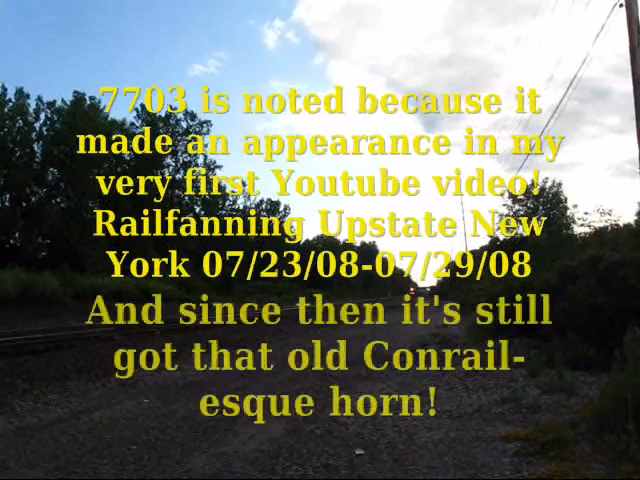 7703 is noted because it
made an appearance in my
very first Youtube video!
Railfanning Upstate New
York 07/23/08-07/29/08
And since then it's still
got that old Conrail-
esque horn!